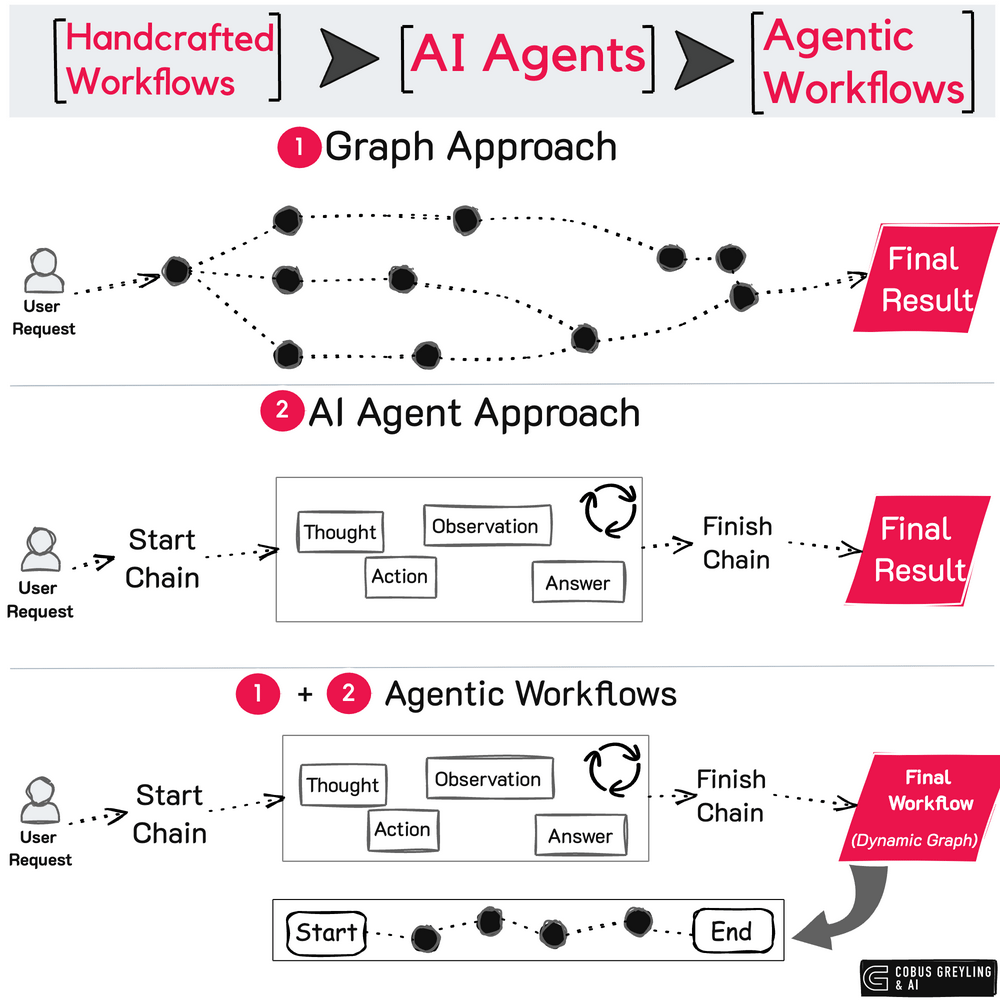 Handcrafted
Workflows
AI Agents
Agentic
Workflows
1 Graph Approach
User
Request
Final
Result
2 AI Agent Approach
User
Request
Start
Chain
Thought
Observation
Action
Answer
Finish
Chain
Final
Result
1 + 2 Agentic Workflows
User
Request
Start
Chain
Thought
Observation
Action
Answer
Finish
Chain
Final
Workflow
(Dynamic Graph)
Start
End
COBUS GREYLING
& AI